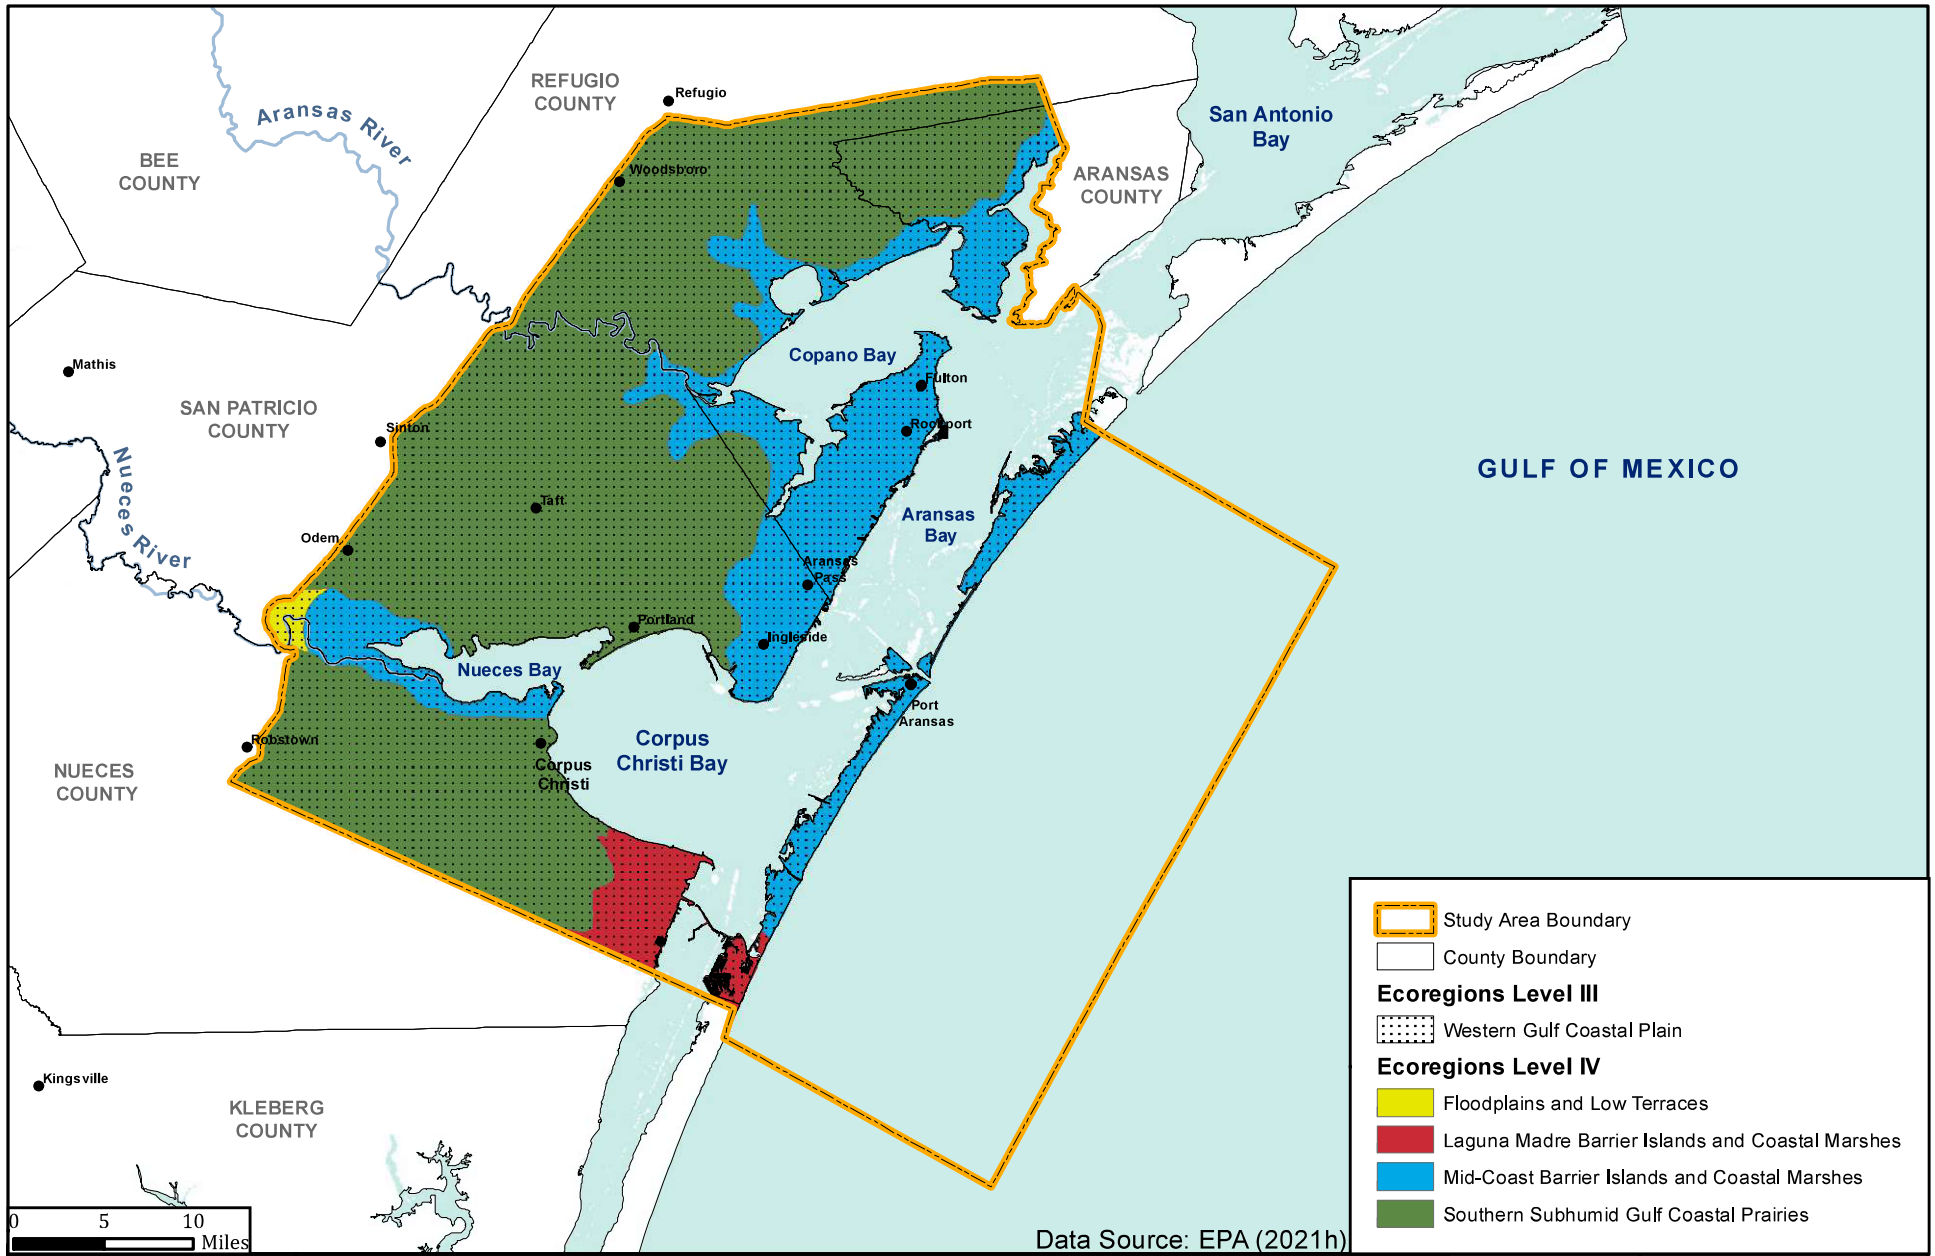 REFUGIO
COUNTY
Refugio
Aransas River
San Antonio
Bay
BEE
COUNTY
Woodsboro
ARANSAS
COUNTY
Mathis
Copano Bay
Fulton
SAN PATRICIO
COUNTY
Sinton
Rockport
Nueces River
GULF OF MEXICO
Taft
Aransas
Bay
Odem
Aransas
Pass
Portland
Ingleside
Nueces Bay
Port
Aransas
Robstown
Corpus
Christi Bay
Corpus
Christi
NUECES
COUNTY
Kingsville
KLEBERG
COUNTY
Study Area Boundary
County Boundary
Ecoregions Level III
Western Gulf Coastal Plain
Ecoregions Level IV
Floodplains and Low Terraces
Laguna Madre Barrier Islands and Coastal Marshes
Mid-Coast Barrier Islands and Coastal Marshes
Southern Subhumid Gulf Coastal Prairies
0 5 10
Miles
Data Source: EPA (2021h)